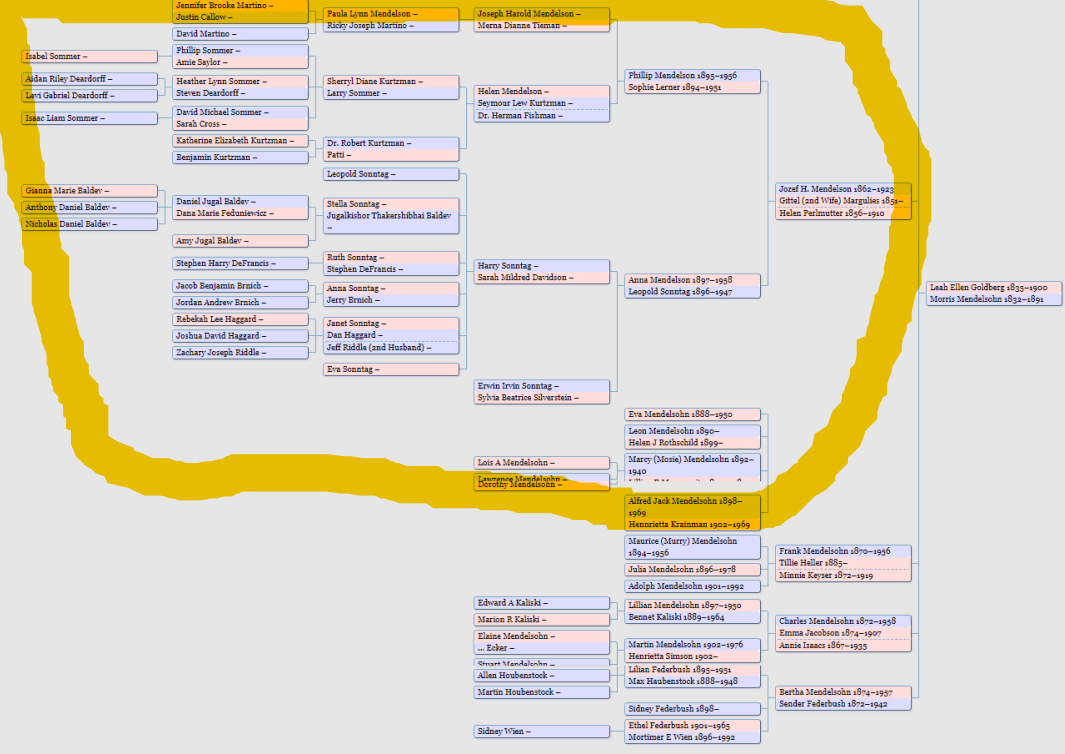 Jennifer Brooke Martino –
Justin Callow –
David Martino –
Phillip Sommer –
Amie Saylor –
Isabel Sommer –
Aidan Riley Deardorff –
Levi Gabriel Deardorff –
Heather Lynn Sommer –
Steven Deardorff –
Isaac Liam Sommer –
David Michael Sommer –
Sarah Cross –
Katherine Elizabeth Kurtzman –
Benjamin Kurtzman –
Gianna Marie Baldev –
Anthony Daniel Baldev –
Nicholas Daniel Baldev –
Daniel Jugal Baldev –
Dana Marie Feduniewicz –
Amy Jugal Baldev –
Stephen Harry DeFrancis –
Jacob Benjamin Brnich –
Jordan Andrew Brnich –
Rebekah Lee Haggard –
Joshua David Haggard –
Zachary Joseph Riddle –
Paula Lynn Mendelson –
Ricky Joseph Martino –
Sherryl Diane Kurtzman –
Larry Sommer –
Dr. Robert Kurtzman –
Patti –
Leopold Sonntag –
Stella Sonntag –
Jugalkishor Thakershibhai Baldev
–
Ruth Sonntag –
Stephen DeFrancis –
Anna Sonntag –
Jerry Brnich –
Janet Sonntag –
Dan Haggard –
Jeff Riddle (2nd Husband) –
Eva Sonntag –
Joseph Harold Mendelson –
Merna Dianne Tieman –
Helen Mendelson –
Seymour Lew Kurtzman –
Dr. Herman Fishman –
Harry Sonntag –
Sarah Mildred Davidson –
Erwin Irvin Sonntag –
Sylvia Beatrice Silverstein –
Lois A Mendelsohn –
Lawrence Mendelsohn –
Dorothy Mendelsohn –
Edward A Kaliski –
Marion R Kaliski –
Elaine Mendelsohn –
... Ecker –
Stuart Mendelsohn –
Allen Houbenstock –
Martin Houbenstock –
Sidney Wien –
Phillip Mendelson 1895–1956
Sophie Lerner 1894–1951
Anna Mendelson 1897–1958
Leopold Sonntag 1896–1947
Eva Mendelsohn 1888–1950
Leon Mendelsohn 1890–
Helen J Rothschild 1899–
Marcy (Mosie) Mendelsohn 1892–
1940
Alfred Jack Mendelsohn 1898–
1969
Hennrietta Krainman 1902–1969
Maurice (Murry) Mendelsohn
1894–1956
Julia Mendelsohn 1896–1978
Adolph Mendelsohn 1901–1992
Lillian Mendelsohn 1897–1950
Bennet Kaliski 1889–1964
Martin Mendelsohn 1902–1976
Henrietta Simson 1902–
Lilian Federbush 1895–1951
Max Haubenstock 1888–1948
Sidney Federbush 1898–
Ethel Federbush 1901–1965
Mortimer E Wien 1896–1992
Jozef H. Mendelson 1862–1923
Gittel (2nd Wife) Margulies 1851–
Helen Perlmutter 1856–1910
Frank Mendelsohn 1870–1956
Tillie Heller 1885–
Minnie Keyser 1872–1919
Charles Mendelsohn 1872–1958
Emma Jacobson 1874–1907
Annie Isaacs 1867–1935
Bertha Mendelsohn 1874–1957
Sender Federbush 1872–1942
Leah Ellen Goldberg 1835–1900
Morris Mendelsohn 1832–1891